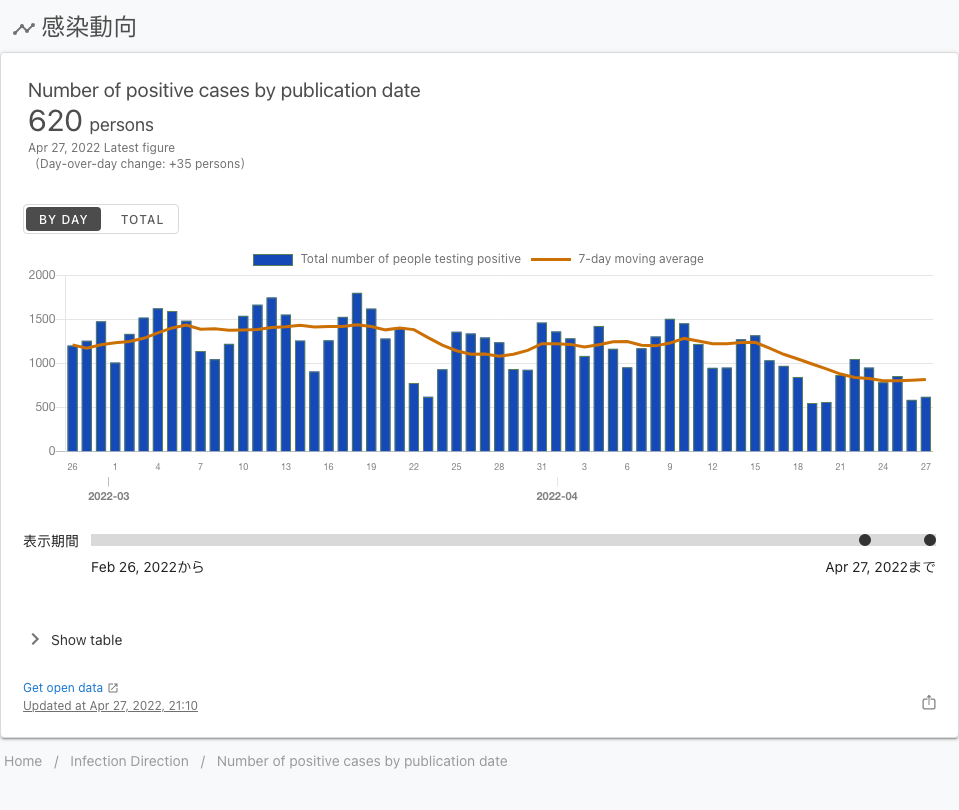 感染動向
Number of positive cases by publication date
620 persons
Apr 27, 2022 Latest figure
(Day-over-day change: +35 persons)
BY DAY TOTAL
Total number of people testing positive 7-day moving average
2000
1500
1000
500
0
26 1 4 7 10 13 16 19 22 25 28 31 3 6 9 12 15 18 21 24 27
2022-03 2022-04
表示期間
Feb 26, 2022から Apr 27, 2022まで
Show table
Get open data
Updated at Apr 27, 2022, 21:10
Home / Infection Direction / Number of positive cases by publication date